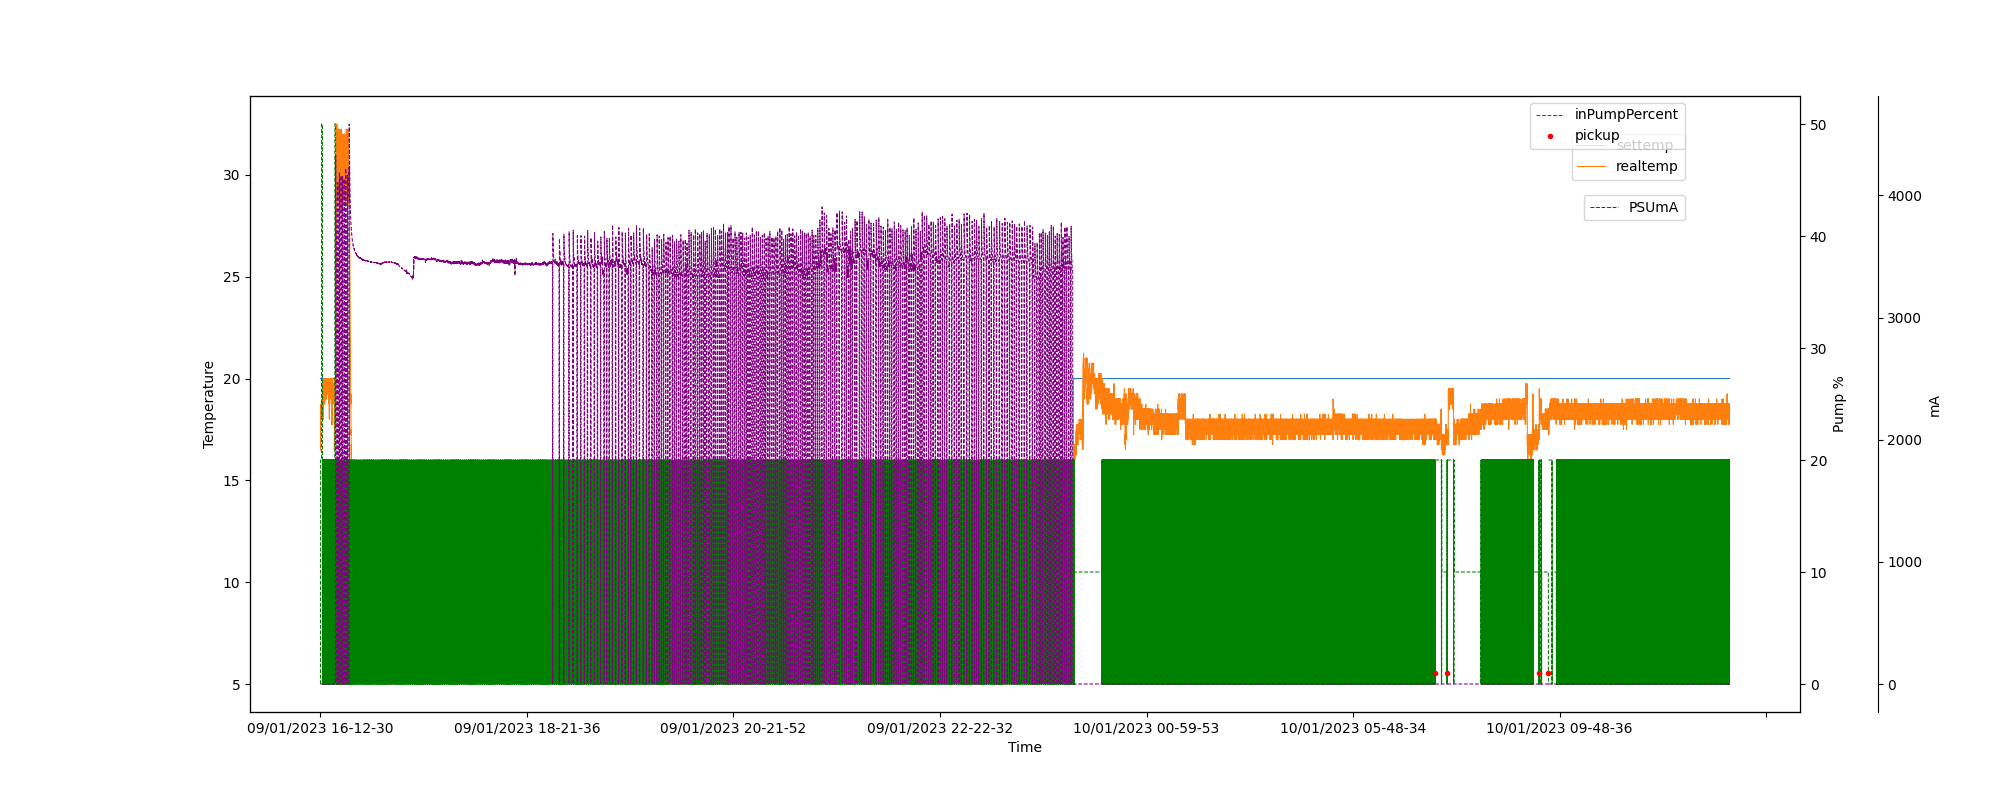 inPumpPercent
pickup
settemp
realtemp
PSUmA
30
25
20
15
10
5
Temperature
50
40
30
20
10
0
Pump %
4000
3000
2000
1000
0
mA
09/01/2023 16-12-30
09/01/2023 18-21-36
09/01/2023 20-21-52
09/01/2023 22-22-32
10/01/2023 00-59-53
10/01/2023 05-48-34
10/01/2023 09-48-36
Time